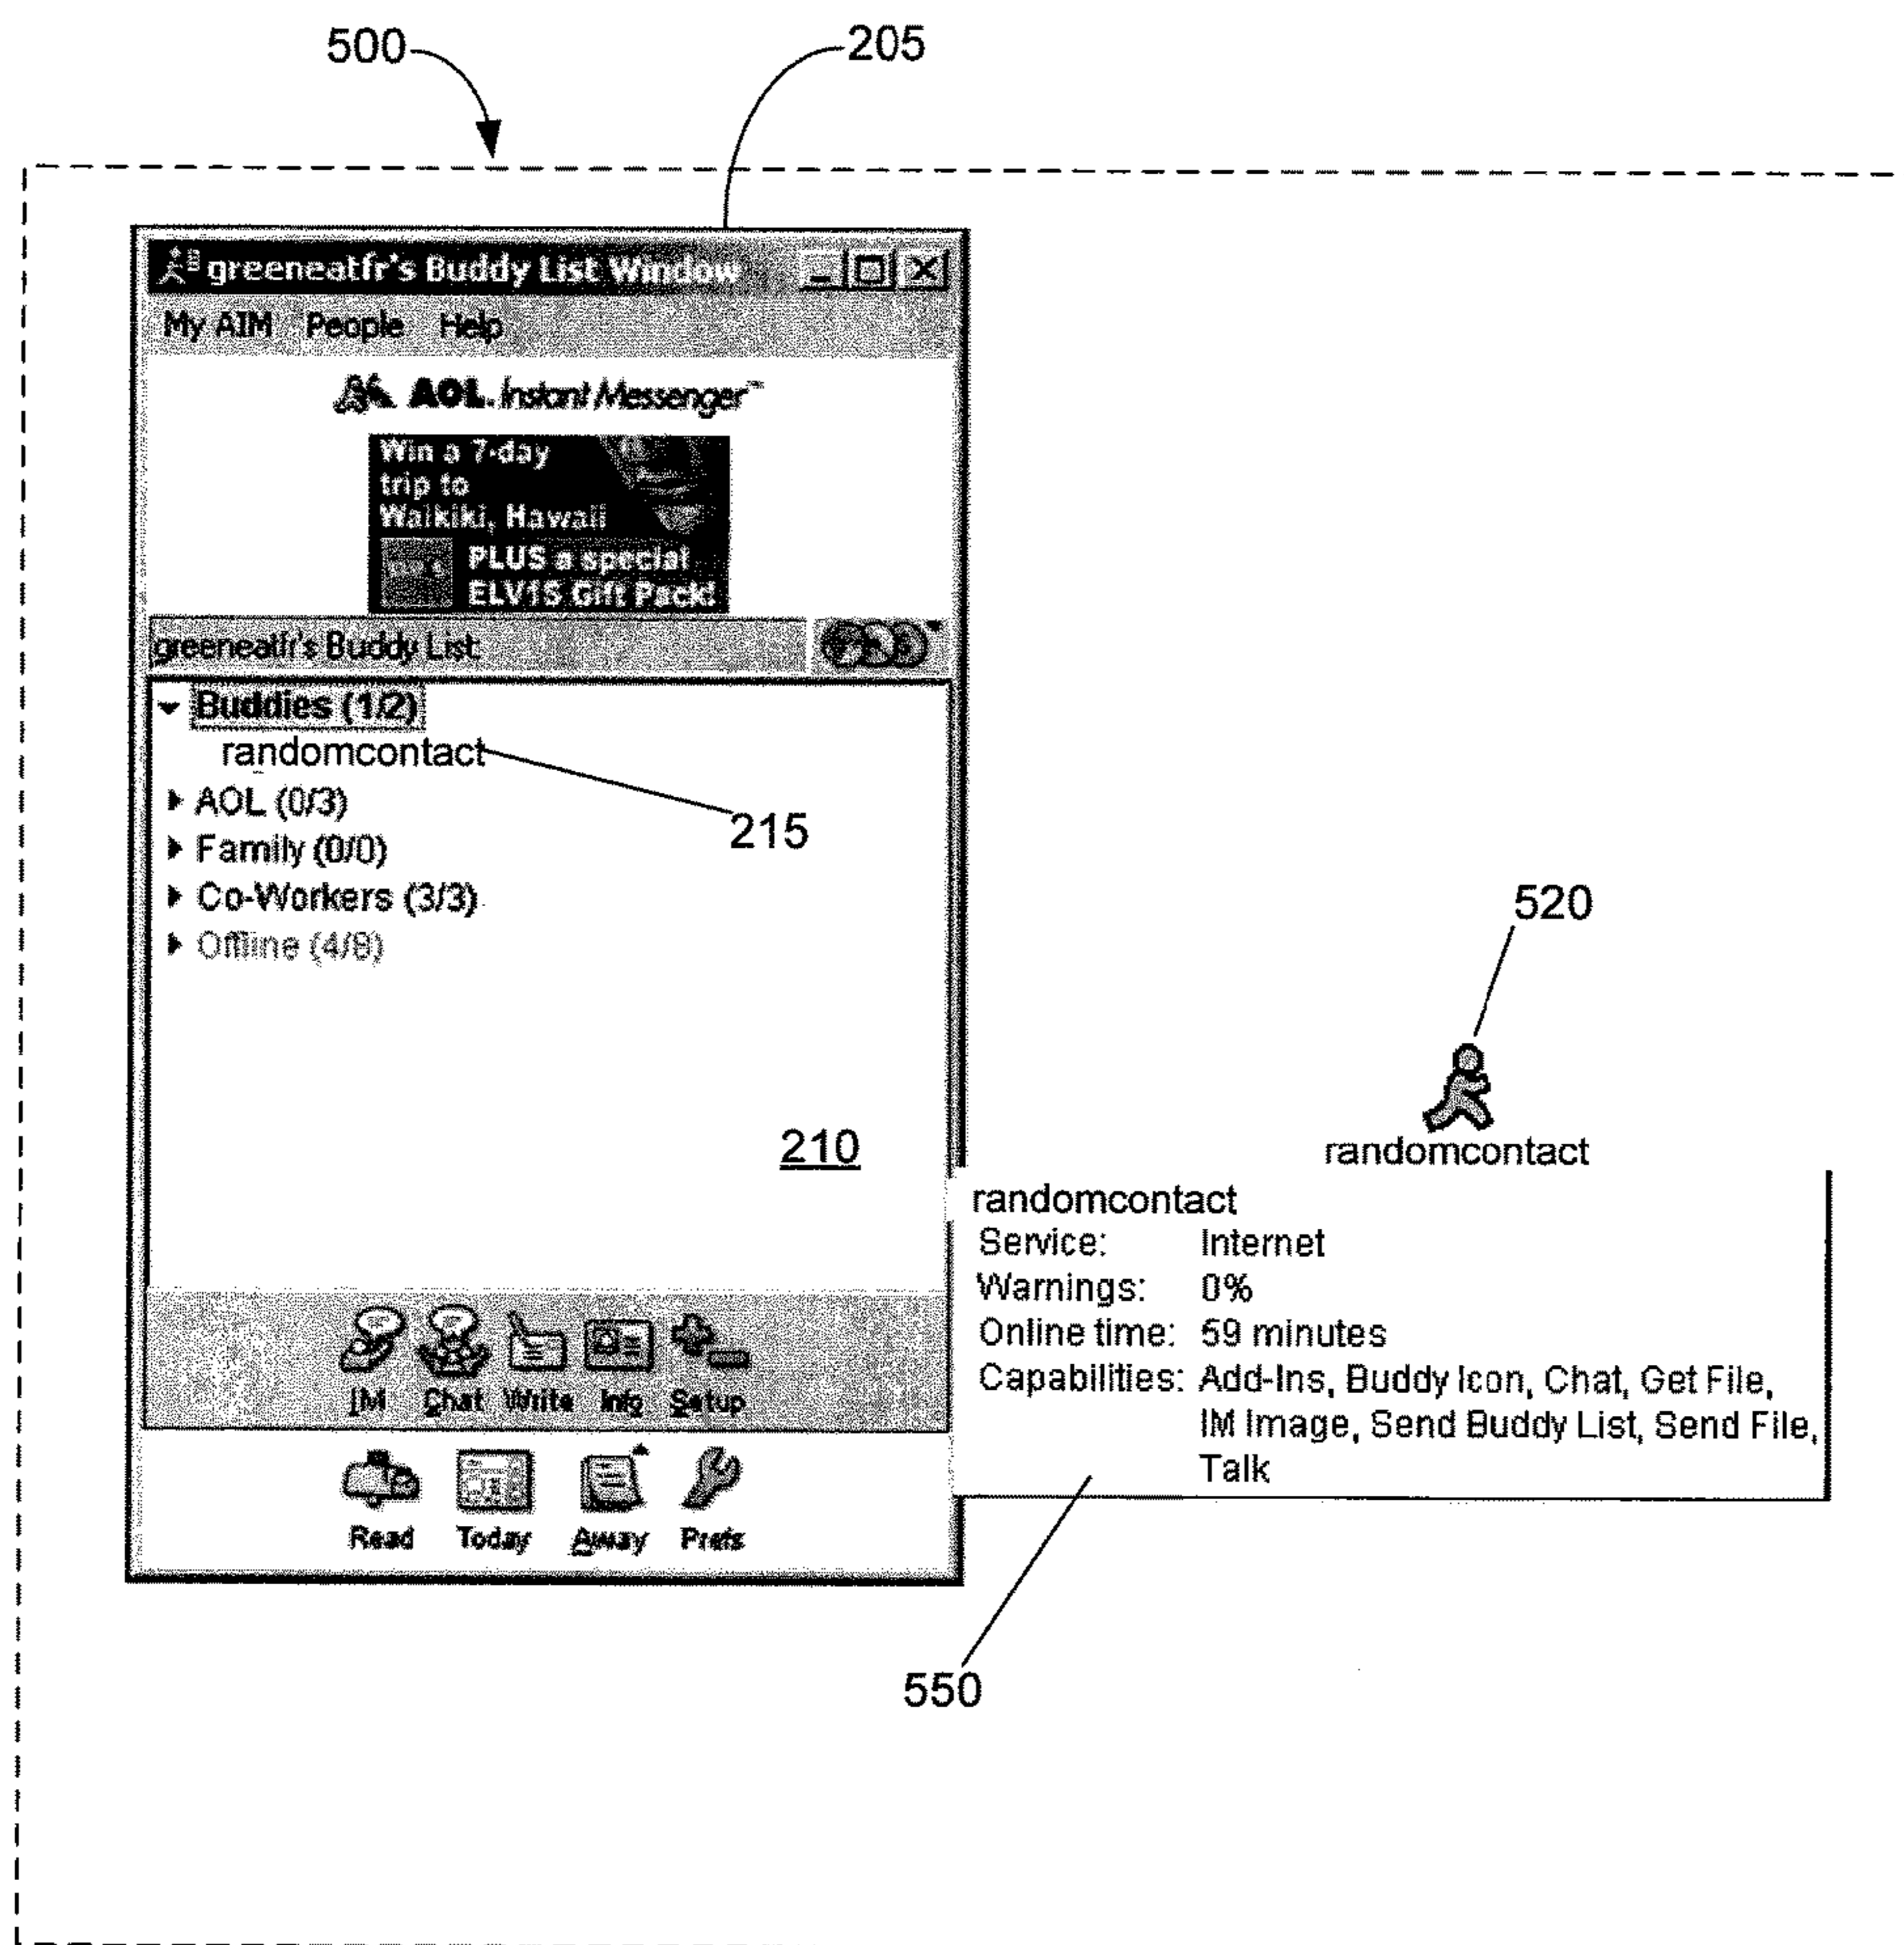 500
205
greeneatfr's Buddy List Window
My AIM People Help
AOL Instant Messenger™
Win a 7-day
trip to
Waikiki, Hawaii
PLUS a special
ELVIS Gift Pack!
greeneatfr's Buddy List:
Buddies (1/2)
randomcontact
215
AOL (0/3)
Family (0/0)
Co-Workers (3/3)
Offline (4/8)
520
randomcontact
210
randomcontact
Service: Internet
Warnings: 0%
Online time: 59 minutes
Capabilities: Add-Ins, Buddy Icon, Chat, Get File,
IM Image, Send Buddy List, Send File,
Talk
IM Chat Write Info Setup
Read Today Away Prefs
550